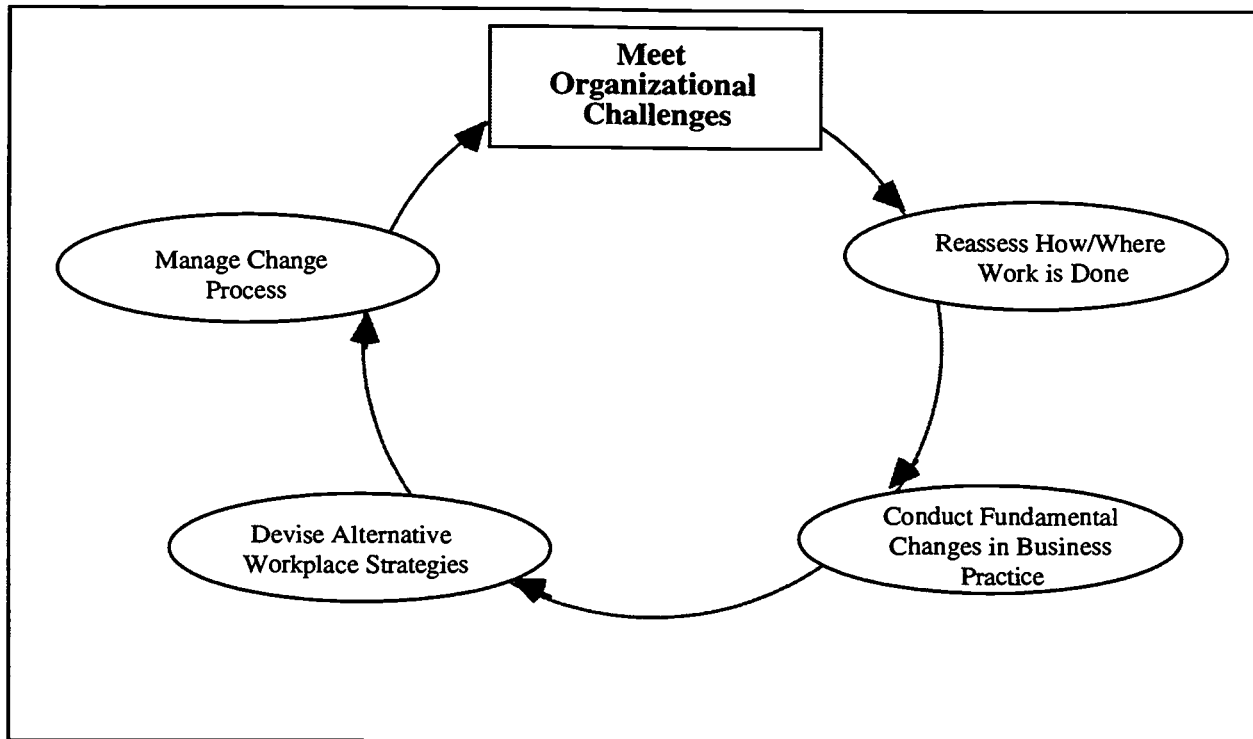 Meet
Organizational
Challenges
Reassess How/Where
Work is Done
Conduct Fundamental
Changes in Business
Practice
Devise Alternative
Workplace Strategies
Manage Change
Process